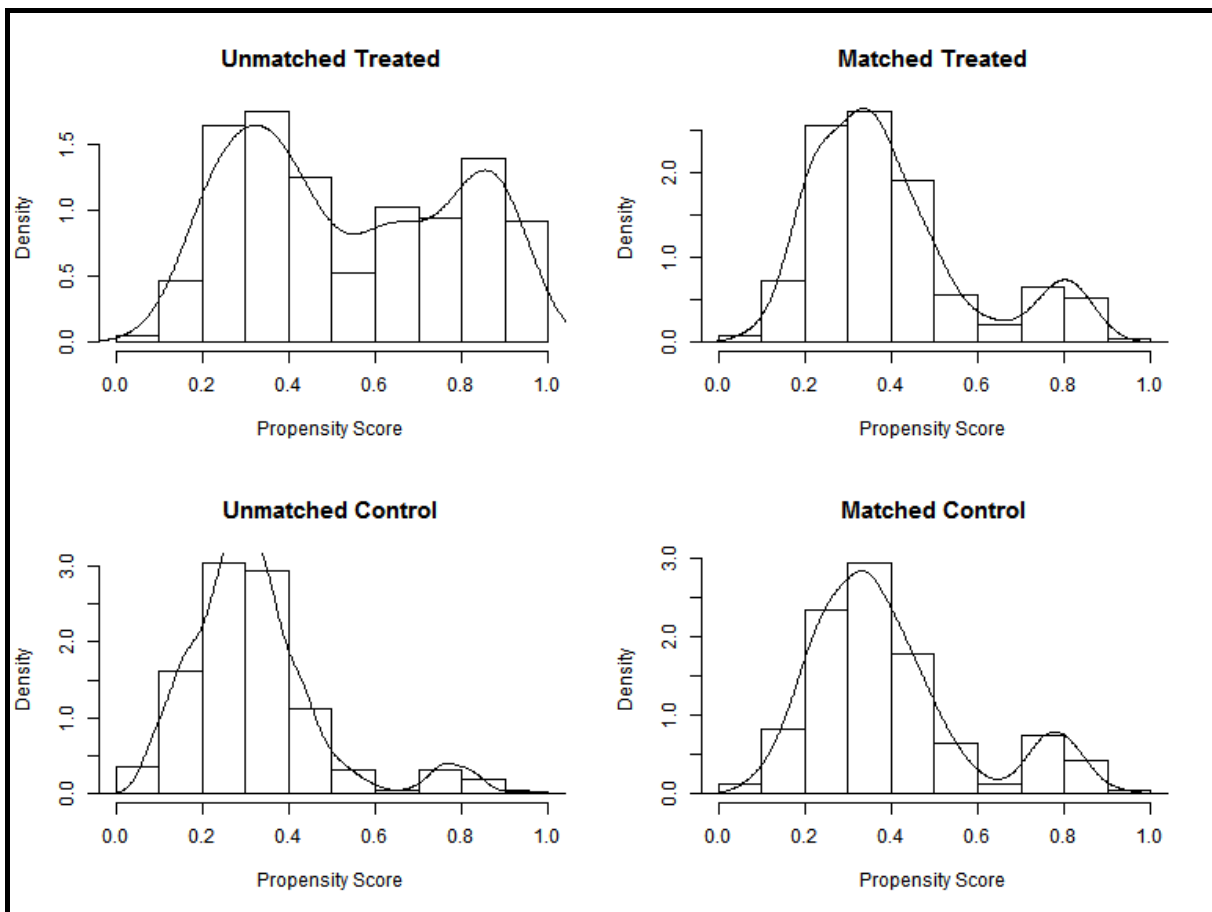 Unmatched Treated
Density
0.0 0.5 1.0 1.5
0.0 0.2 0.4 0.6 0.8 1.0
Propensity Score
Matched Treated
Density
0.0 1.0 2.0
0.0 0.2 0.4 0.6 0.8 1.0
Propensity Score
Unmatched Control
Density
0.0 1.0 2.0 3.0
0.0 0.2 0.4 0.6 0.8 1.0
Propensity Score
Matched Control
Density
0.0 1.0 2.0 3.0
0.0 0.2 0.4 0.6 0.8 1.0
Propensity Score